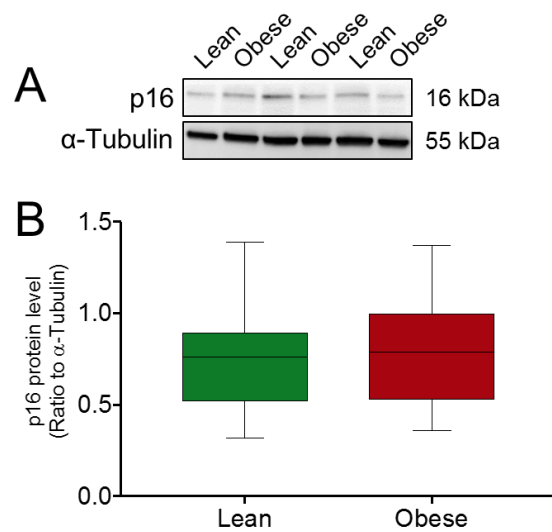 A
Lean Obese Lean Obese Lean Obese
p16 16 kDa
α-Tubulin 55 kDa
B
p16 protein level
(Ratio to α-Tubulin)
1.5
1.0
0.5
0.0
Lean Obese